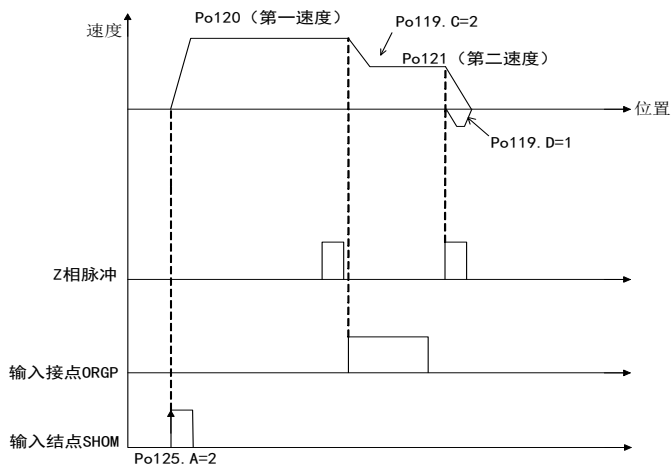 Po120（第一速度）
Po119.C=2
速度
Po121（第二速度）
位置
Po119.D=1
Z相脉冲
输入接点ORGP
输入结点SHOM
Po125.A=2